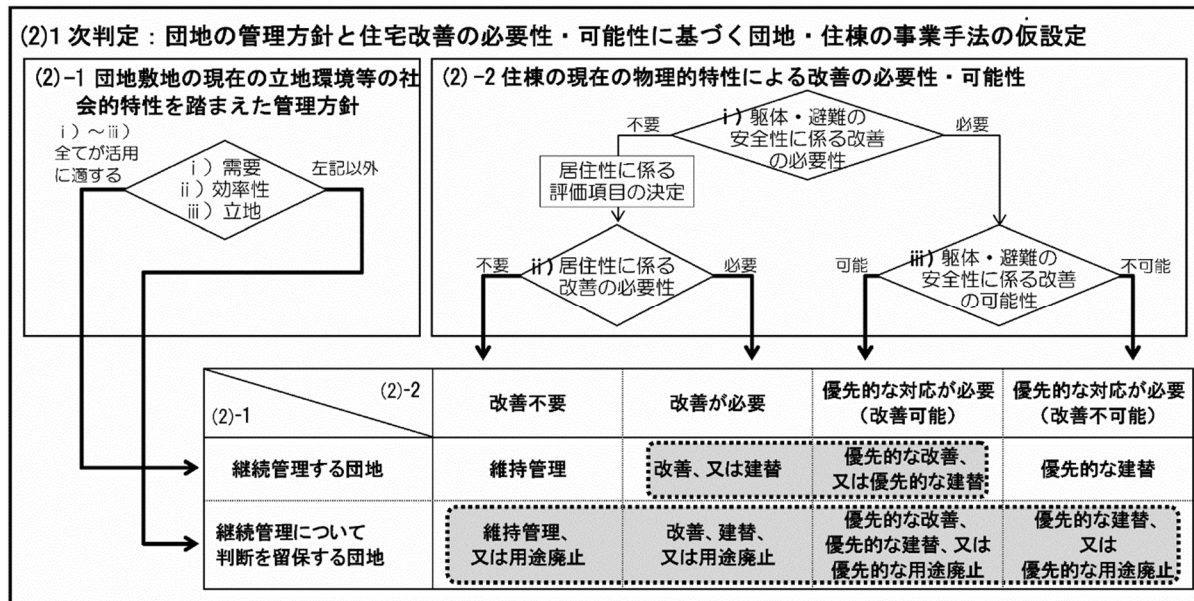 (2)1次判定：団地の管理方針と住宅改善の必要性・可能性に基づく団地・住棟の事業手法の仮設定
(2)-1 団地敷地の現在の立地環境等の社
会的特性を踏まえた管理方針
ⅰ）～ⅲ）
全てが活用
に適する
ⅰ）需要
ⅱ）効率性
ⅲ）立地
左記以外
(2)-2 住棟の現在の物理的特性による改善の必要性・可能性
不要
ⅰ）躯体・避難の
安全性に係る改善
の必要性
必要
居住性に係る
評価項目の決定
不要
ⅱ）居住性に係る
改善の必要性
必要
可能
ⅲ）躯体・避難の
安全性に係る改善
の可能性
不可能
(2)-2
(2)-1
改善不要
改善が必要
優先的な対応が必要
（改善可能）
優先的な対応が必要
（改善不可能）
継続管理する団地
維持管理
改善、又は建替
優先的な改善、
又は優先的な建替
優先的な建替
継続管理について
判断を留保する団地
維持管理、
又は用途廃止
改善、建替、
又は用途廃止
優先的な改善、
優先的な建替、又は
優先的な用途廃止
優先的な建替、
又は
優先的な用途廃止